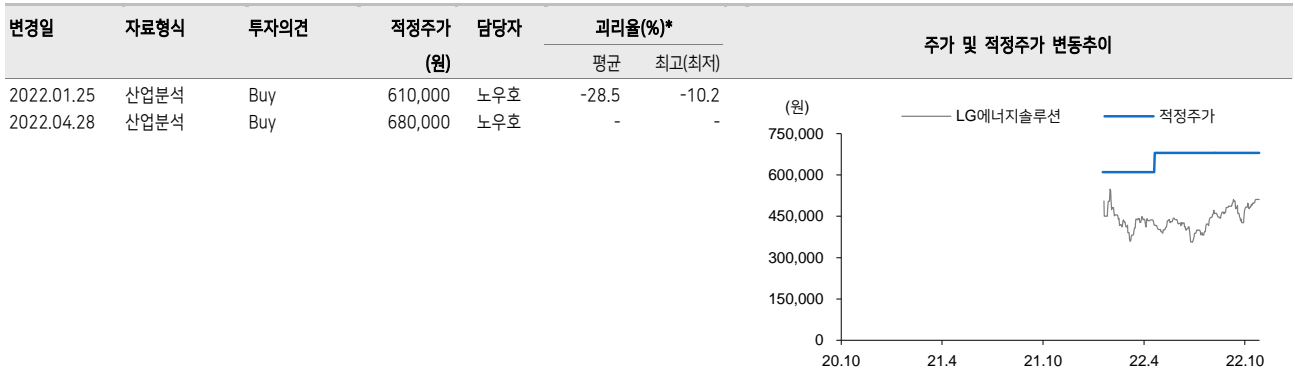 변경일 자료형식 투자의견 적정주가 담당자 괴리율(%)* 주가 및 적정주가 변동추이
(원) 평균 최고(최저)
2022.01.25 산업분석 Buy 610,000 노우호 -28.5 -10.2
2022.04.28 산업분석 Buy 680,000 노우호 - -
(원) LG에너지솔루션 적정주가
750,000
600,000
450,000
300,000
150,000
0
20.10 21.4 21.10 22.4 22.10